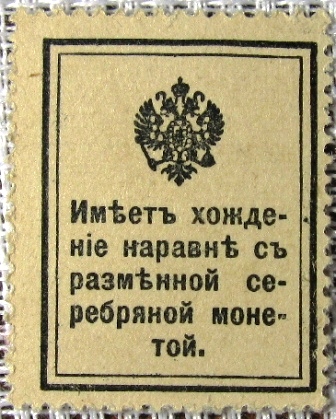 Имѣетъ хожде-
ніе наравнѣ съ
размѣнной се-
ребряной моне-
той.